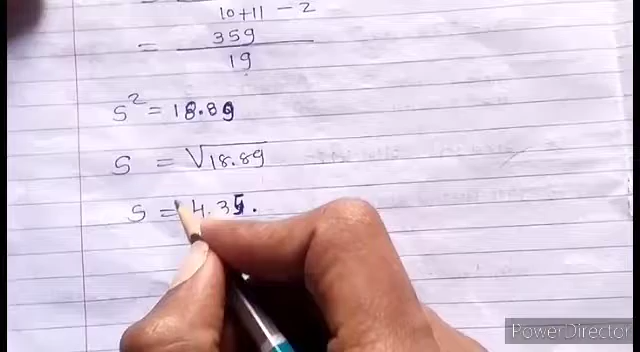 10+11-2
= 359
19
S² = 18.89
S = √18.89
S = 4.35.
PowerDirector